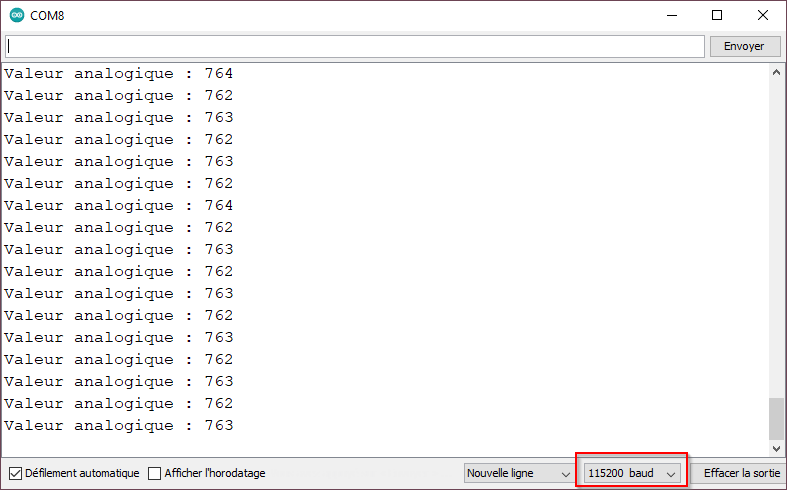 COM8
Envoyer
Valeur analogique : 764
Valeur analogique : 762
Valeur analogique : 763
Valeur analogique : 762
Valeur analogique : 763
Valeur analogique : 762
Valeur analogique : 764
Valeur analogique : 762
Valeur analogique : 763
Valeur analogique : 762
Valeur analogique : 763
Valeur analogique : 762
Valeur analogique : 763
Valeur analogique : 762
Valeur analogique : 763
Valeur analogique : 762
Valeur analogique : 763
Défilement automatique Afficher l'horodatage Nouvelle ligne 115200 baud Effacer la sortie